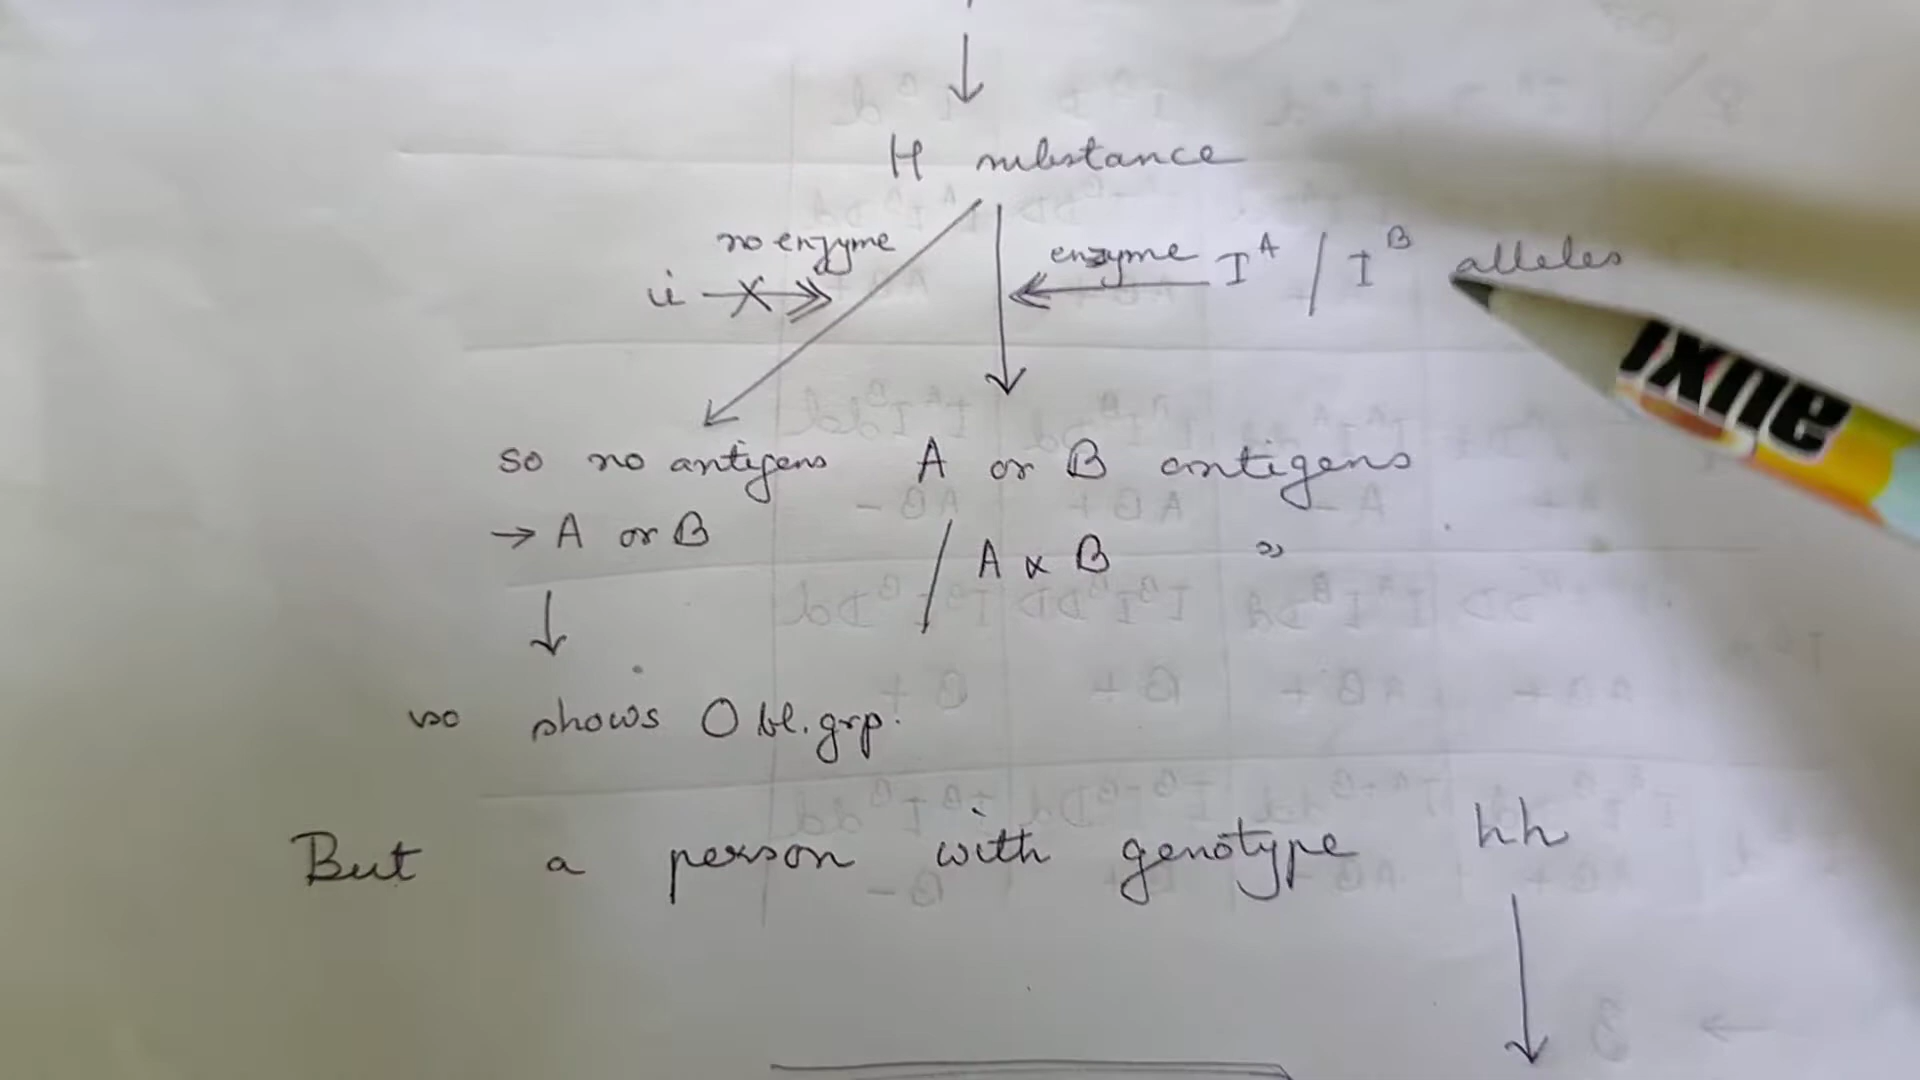 H substance
no enzyme
enzyme I^A / I^B alleles
ii
so no antigens A or B antigens
→ A or B / A & B "
so shows O bl. grp.
But a person with genotype hh